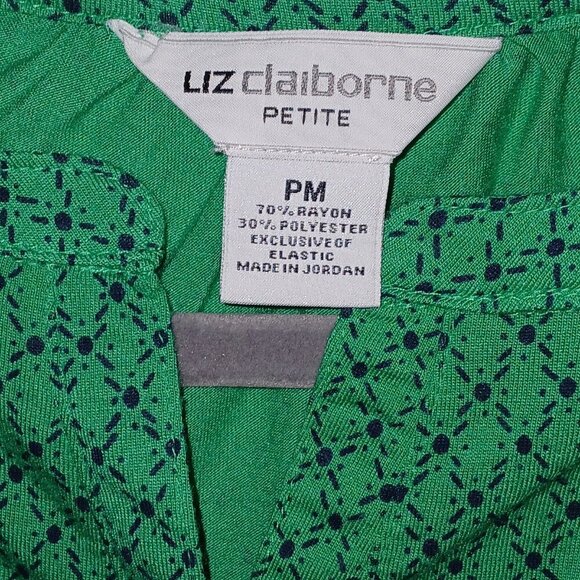 LIZ claiborne
PETITE
PM
70% RAYON
30% POLYESTER
EXCLUSIVE OF
ELASTIC
MADE IN JORDAN